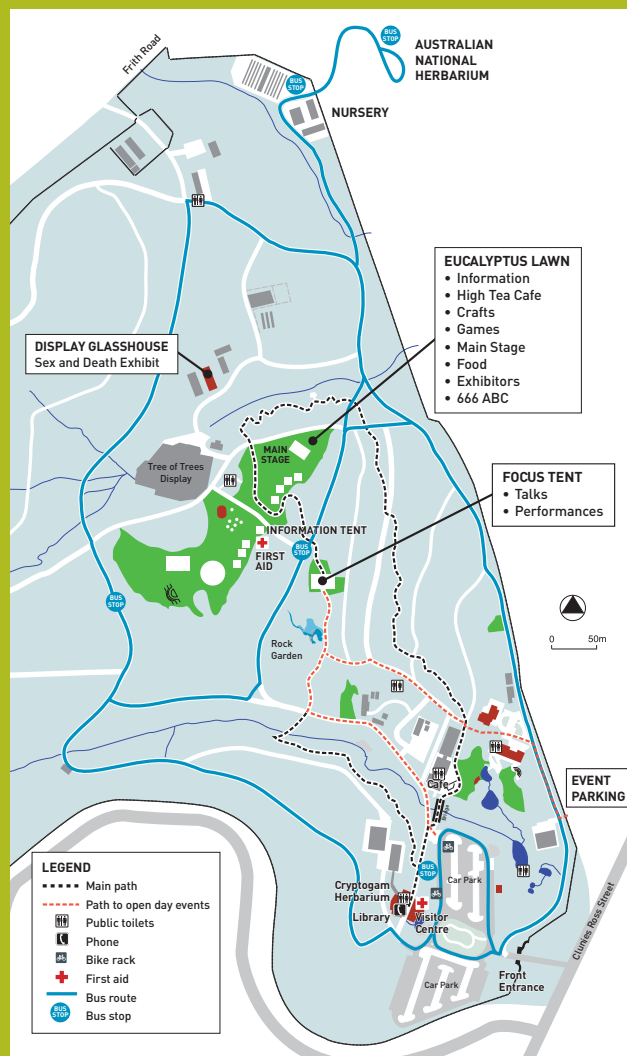 Frith Road
BUS
STOP
AUSTRALIAN
NATIONAL
HERBARIUM
BUS
STOP
NURSERY
EUCALYPTUS LAWN
• Information
• High Tea Cafe
• Crafts
• Games
• Main Stage
• Food
• Exhibitors
• 666 ABC
DISPLAY GLASSHOUSE
Sex and Death Exhibit
MAIN
STAGE
Tree of Trees
Display
FOCUS TENT
• Talks
• Performances
INFORMATION TENT
FIRST
AID
BUS
STOP
BUS
STOP
0 50m
Rock
Garden
Cafe
Bridge
EVENT
PARKING
BUS
STOP
Car Park
Cryptogam
Herbarium
Library
Visitor
Centre
Car Park
Front
Entrance
Clunies Ross Street
LEGEND
Main path
Path to open day events
Public toilets
Phone
Bike rack
First aid
Bus route
BUS
STOP
Bus stop